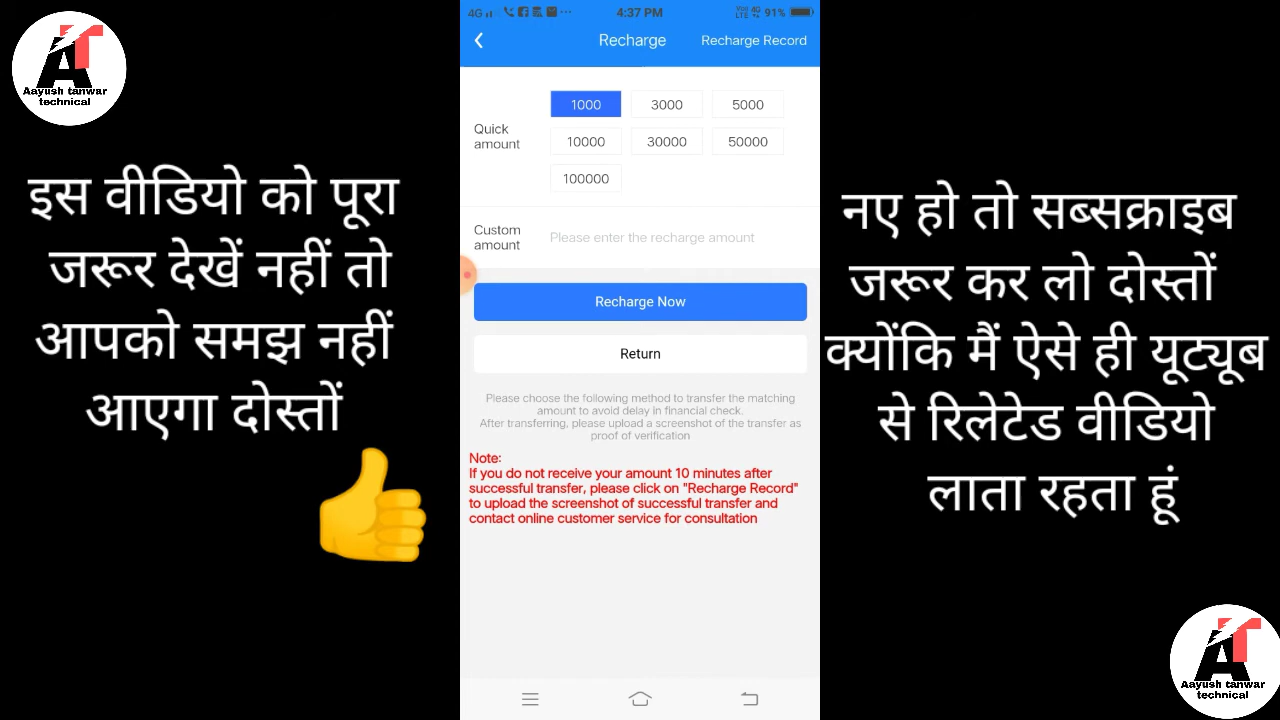 Aayush tanwar
technical
इस वीडियो को पूरा
जरूर देखें नहीं तो
आपको समझ नहीं
आएगा दोस्तों
4G
4:37 PM
VoO 4G
LTE
91%
Recharge
Recharge Record
Quick
amount
1000
3000
5000
10000
30000
50000
100000
Custom
amount
Please enter the recharge amount
Recharge Now
Return
Please choose the following method to transfer the matching
amount to avoid delay in financial check.
After transferring, please upload a screenshot of the transfer as
proof of verification
Note:
If you do not receive your amount 10 minutes after
successful transfer, please click on "Recharge Record"
to upload the screenshot of successful transfer and
contact online customer service for consultation
नए हो तो सब्सक्राइब
जरूर कर लो दोस्तों
क्योंकि मैं ऐसे ही यूट्यूब
से रिलेटेड वीडियो
लाता रहता हूं
Aayush tanwar
technical